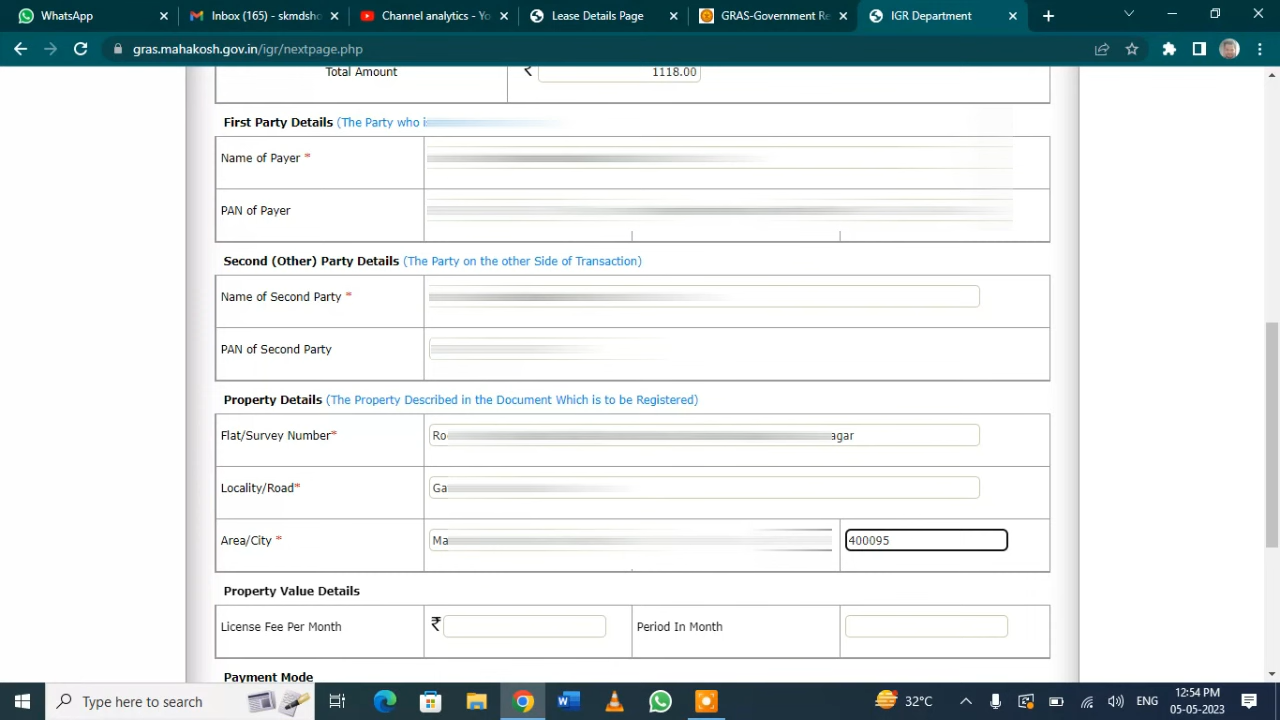 WhatsApp
Inbox (165) - skmdsho
Channel analytics - Yo
Lease Details Page
GRAS-Government Re
IGR Department
gras.mahakosh.gov.in/igr/nextpage.php
Total Amount ₹ 1118.00
First Party Details (The Party who i
Name of Payer *
PAN of Payer
Second (Other) Party Details (The Party on the other Side of Transaction)
Name of Second Party *
PAN of Second Party
Property Details (The Property Described in the Document Which is to be Registered)
Flat/Survey Number* Ro agar
Locality/Road* Ga
Area/City * Ma 400095
Property Value Details
License Fee Per Month ₹ Period In Month
Payment Mode
Type here to search
32°C
ENG
12:54 PM
05-05-2023